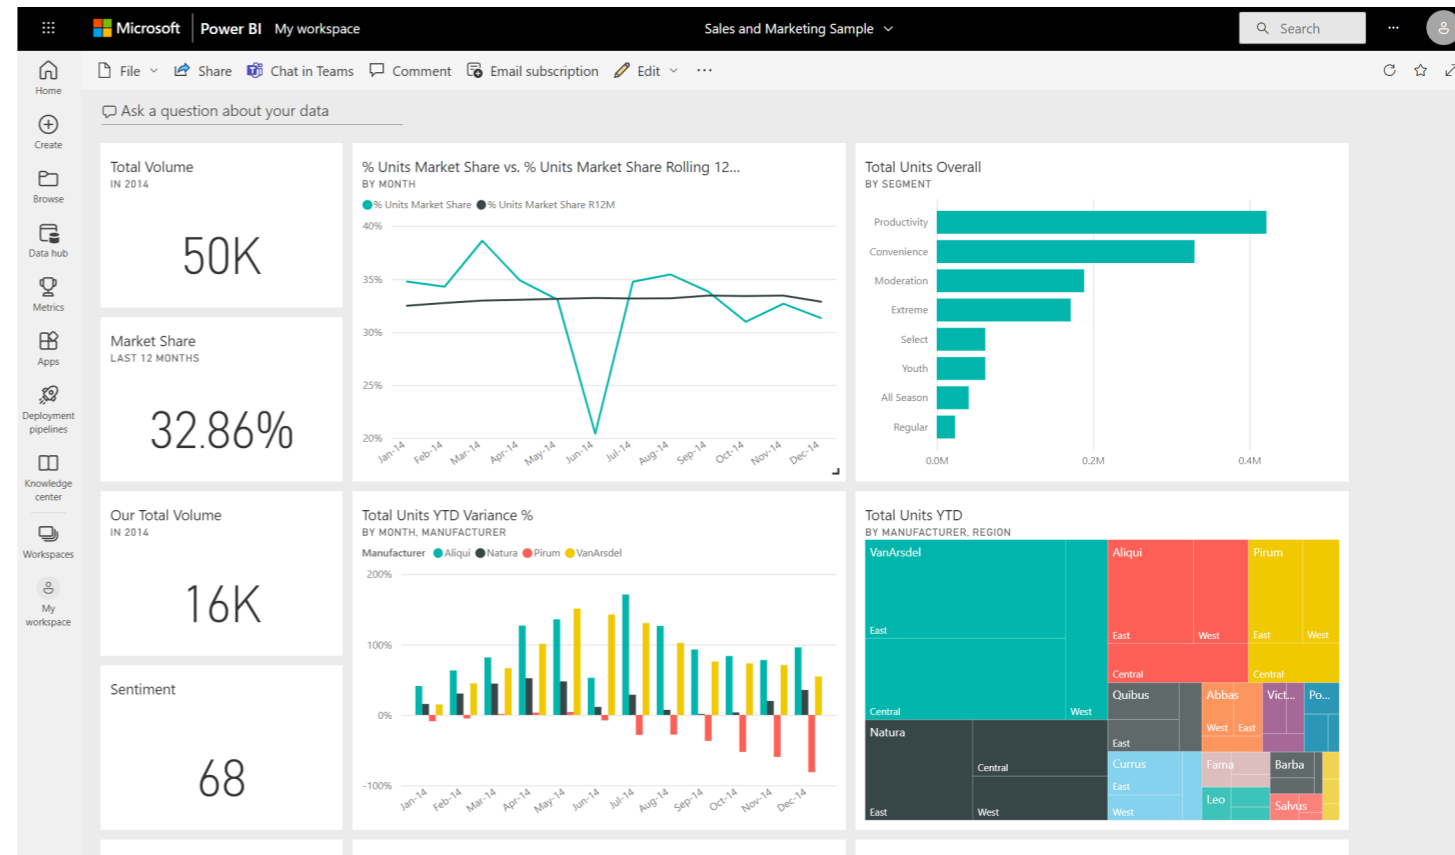 Microsoft Power BI My workspace Sales and Marketing Sample Search ...
File Share Chat in Teams Comment Email subscription Edit ...
Home
Create
Browse
Data hub
Metrics
Apps
Deployment
pipelines
Knowledge
center
Workspaces
My
workspace
Ask a question about your data
Total Volume
IN 2014
50K
Market Share
LAST 12 MONTHS
32.86%
Our Total Volume
IN 2014
16K
Sentiment
68
% Units Market Share vs. % Units Market Share Rolling 12...
BY MONTH
% Units Market Share % Units Market Share R12M
40%
35%
30%
25%
20%
Jan-14 Feb-14 Mar-14 Apr-14 May-14 Jun-14 Jul-14 Aug-14 Sep-14 Oct-14 Nov-14 Dec-14
Total Units Overall
BY SEGMENT
Productivity
Convenience
Moderation
Extreme
Select
Youth
All Season
Regular
0.0M 0.2M 0.4M
Total Units YTD Variance %
BY MONTH, MANUFACTURER
Manufacturer Aliqui Natura Pirum VanArsdel
200%
100%
0%
-100%
Jan-14 Feb-14 Mar-14 Apr-14 May-14 Jun-14 Jul-14 Aug-14 Sep-14 Oct-14 Nov-14 Dec-14
Total Units YTD
BY MANUFACTURER, REGION
VanArsdel
East
Central West
Natura
Central
East West
Aliqui
East West
Central
Pirum
East West
Central
Quibus
East
Abbas
West East
Vict...
Po...
Currus
East
West
Fama
Leo
Barba
Salvus